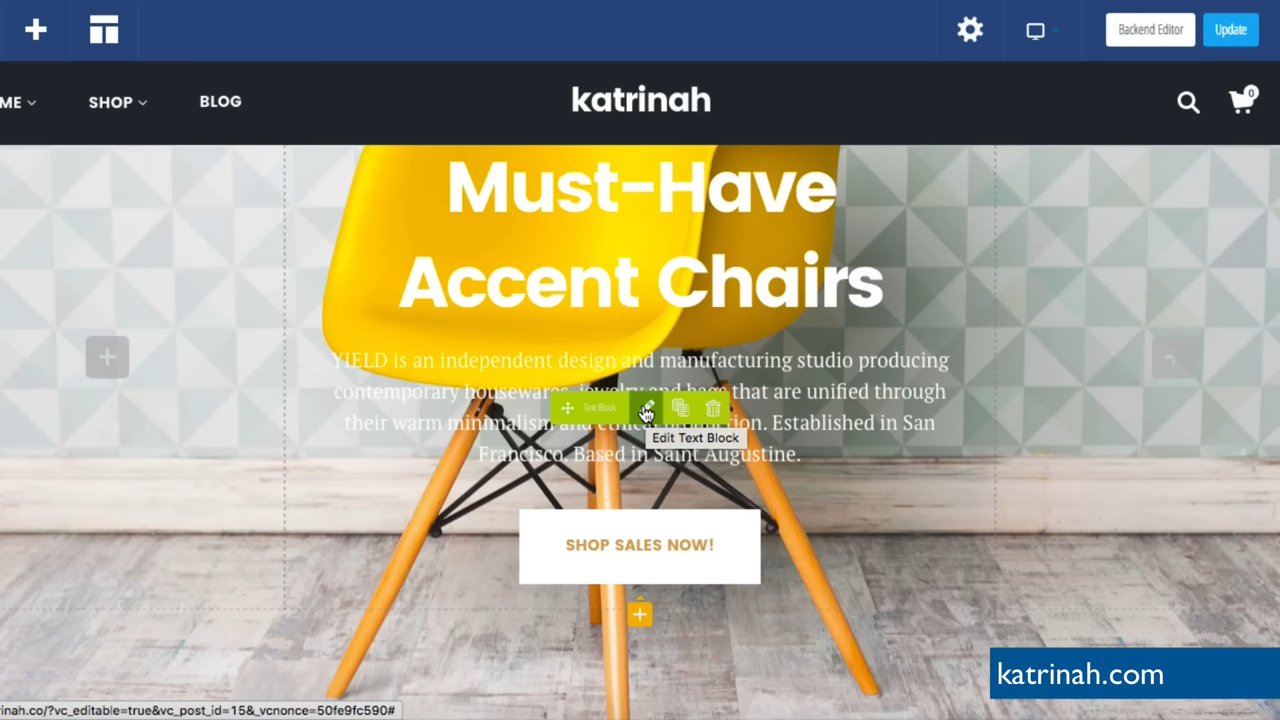 Backend Editor
Update
ME
SHOP
BLOG
katrinah
0
Must-Have
Accent Chairs
YIELD is an independent design and manufacturing studio producing
contemporary housewares, jewelry and bags that are unified through
Text Block
their warm minimalism and ethical production. Established in San
Edit Text Block
Francisco. Based in Saint Augustine.
SHOP SALES NOW!
katrinah.com
rinah.co/?vc_editable=true&vc_post_id=15&_vcnonce=50fe9fc590#